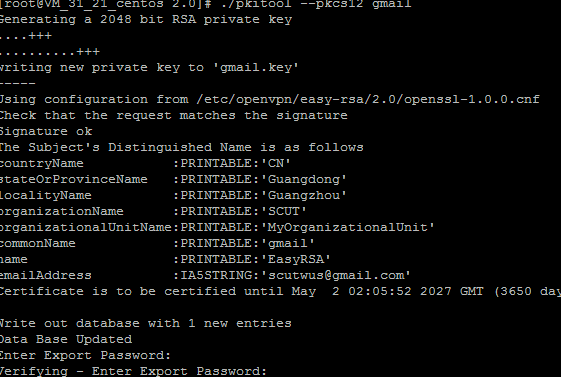 [root@VM_31_21_centos 2.0]# ./pkitool --pkcs12 gmail
Generating a 2048 bit RSA private key
....+++
..........+++
writing new private key to 'gmail.key'
-----
Using configuration from /etc/openvpn/easy-rsa/2.0/openssl-1.0.0.cnf
Check that the request matches the signature
Signature ok
The Subject's Distinguished Name is as follows
countryName           :PRINTABLE:'CN'
stateOrProvinceName   :PRINTABLE:'Guangdong'
localityName          :PRINTABLE:'Guangzhou'
organizationName      :PRINTABLE:'SCUT'
organizationalUnitName:PRINTABLE:'MyOrganizationalUnit'
commonName            :PRINTABLE:'gmail'
name                  :PRINTABLE:'EasyRSA'
emailAddress          :IA5STRING:'scutwus@gmail.com'
Certificate is to be certified until May  2 02:05:52 2027 GMT (3650 day
Write out database with 1 new entries
Data Base Updated
Enter Export Password:
Verifying - Enter Export Password: